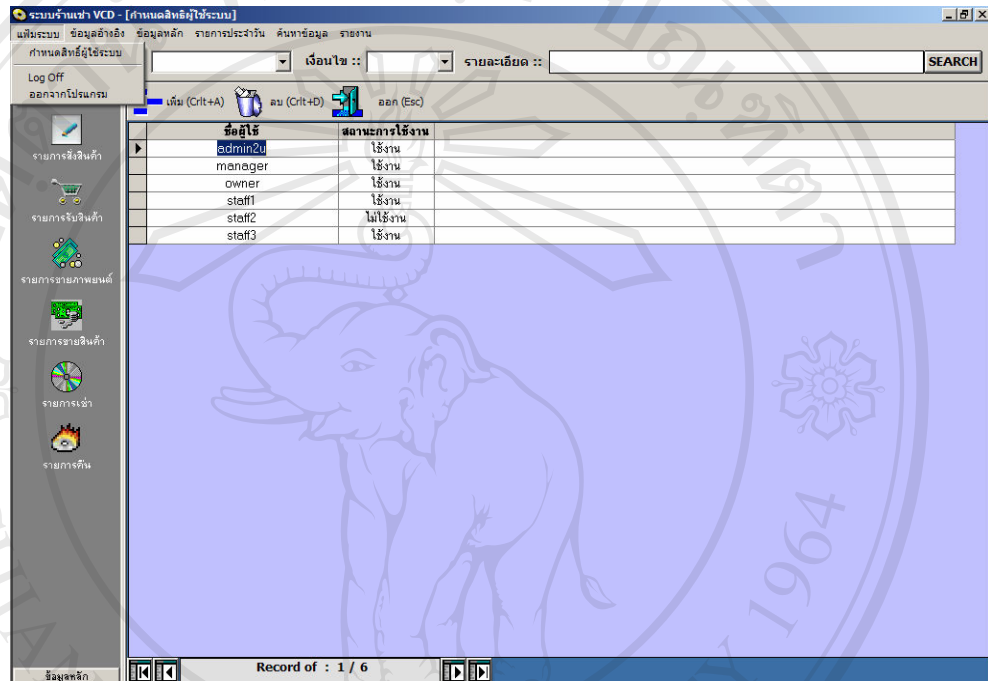 ระบบร้านเช่า VCD - [กำหนดสิทธิผู้ใช้ระบบ]
แฟ้มระบบ ข้อมูลอ้างอิง ข้อมูลหลัก รายการประจำวัน ค้นหาข้อมูล รายงาน
กำหนดสิทธิ์ผู้ใช้ระบบ
Log Off
ออกจากโปรแกรม
เงื่อนไข :: รายละเอียด :: SEARCH
เพิ่ม (Crlt+A) ลบ (Crlt+D) ออก (Esc)
ชื่อผู้ใช้ สถานะการใช้งาน
admin2u ใช้งาน
manager ใช้งาน
owner ใช้งาน
staff1 ใช้งาน
staff2 ไม่ใช้งาน
staff3 ใช้งาน
รายการสั่งสินค้า
รายการรับสินค้า
รายการขายภาพยนต์
รายการขายสินค้า
รายการเช่า
รายการคืน
ข้อมูลหลัก
Record of : 1 / 6
1964